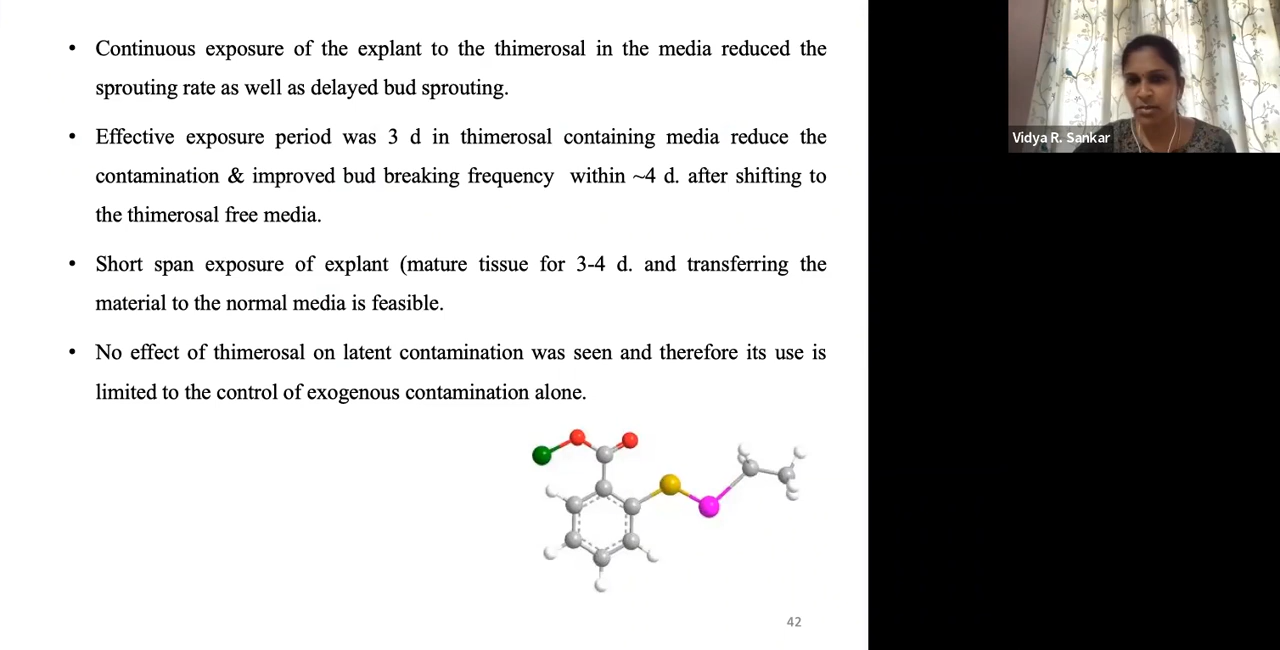 • Continuous exposure of the explant to the thimerosal in the media reduced the
sprouting rate as well as delayed bud sprouting.
• Effective exposure period was 3 d in thimerosal containing media reduce the
contamination & improved bud breaking frequency within ~4 d. after shifting to
the thimerosal free media.
• Short span exposure of explant (mature tissue for 3-4 d. and transferring the
material to the normal media is feasible.
• No effect of thimerosal on latent contamination was seen and therefore its use is
limited to the control of exogenous contamination alone.
42
Vidya R. Sankar